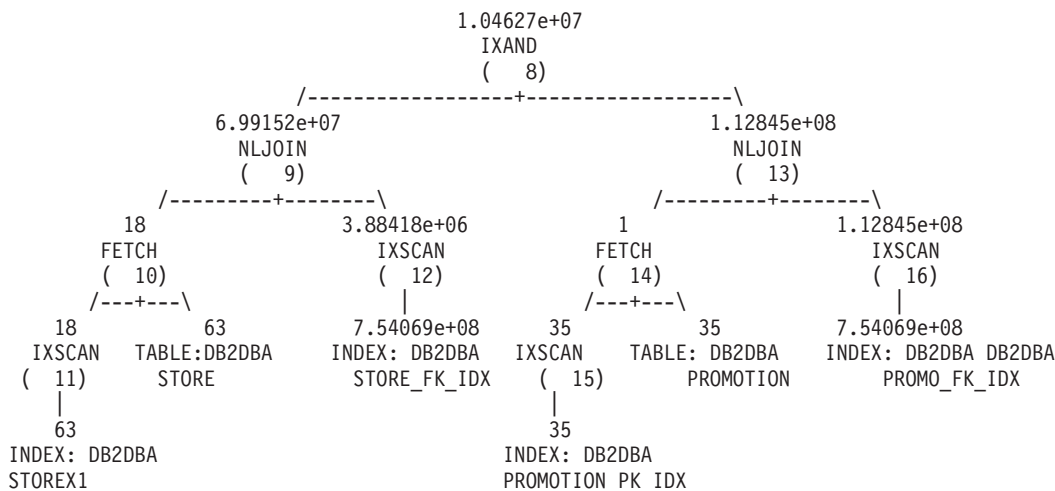 1.04627e+07
IXAND
( 8)
/------------------+------------------\
6.99152e+07 1.12845e+08
NLJOIN NLJOIN
( 9) ( 13)
/---------+--------\ /---------+--------\
18 3.88418e+06 1 1.12845e+08
FETCH IXSCAN FETCH IXSCAN
( 10) ( 12) ( 14) ( 16)
/---+---\ | /---+---\ |
18 63 7.54069e+08 35 35 7.54069e+08
IXSCAN TABLE:DB2DBA INDEX: DB2DBA IXSCAN TABLE: DB2DBA INDEX: DB2DBA DB2DBA
( 11) STORE STORE_FK_IDX ( 15) PROMOTION PROMO_FK_IDX
| |
63 35
INDEX: DB2DBA INDEX: DB2DBA
STOREX1 PROMOTION_PK_IDX